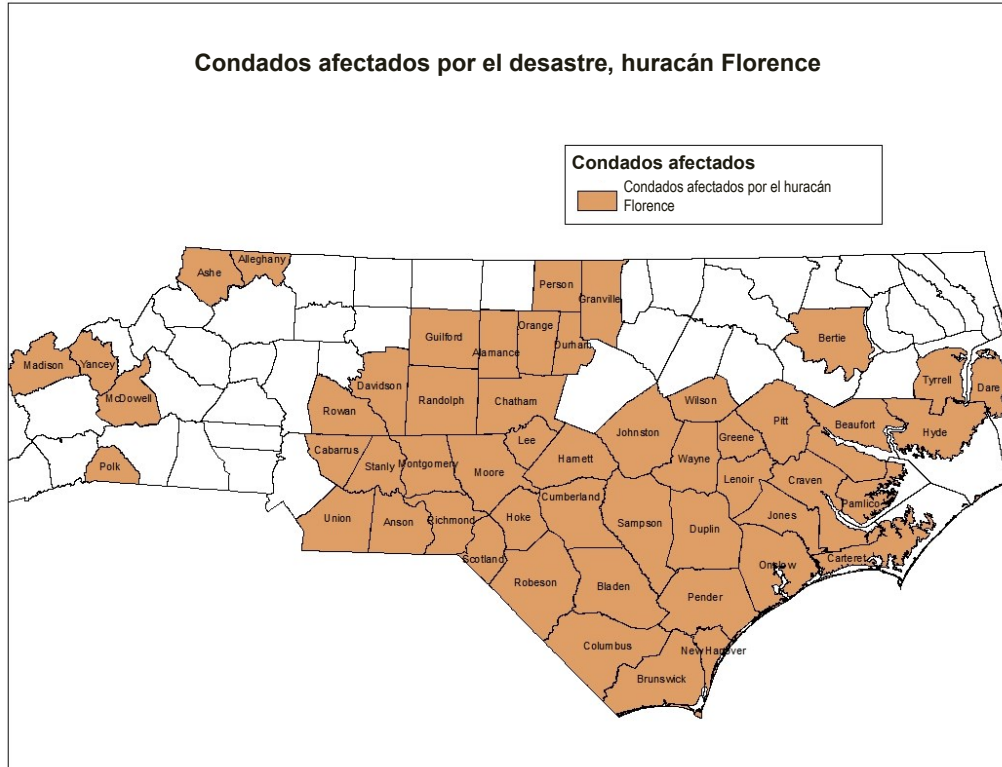 Condados afectados por el desastre, huracán Florence
Condados afectados
Condados afectados por el huracán
Florence
Alleghany
Ashe
Person
Granville
Guilford
Orange
Alamance
Durham
Bertie
Madison
Yancey
McDowell
Davidson
Randolph
Chatham
Tyrrell
Dare
Rowan
Wilson
Pitt
Beaufort
Hyde
Johnston
Greene
Lee
Cabarrus
Stanly
Montgomery
Moore
Harnett
Wayne
Polk
Lenoir
Craven
Cumberland
Pamlico
Union
Anson
Richmond
Hoke
Sampson
Duplin
Jones
Scotland
Onslow
Carteret
Robeson
Bladen
Pender
Columbus
New Hanover
Brunswick